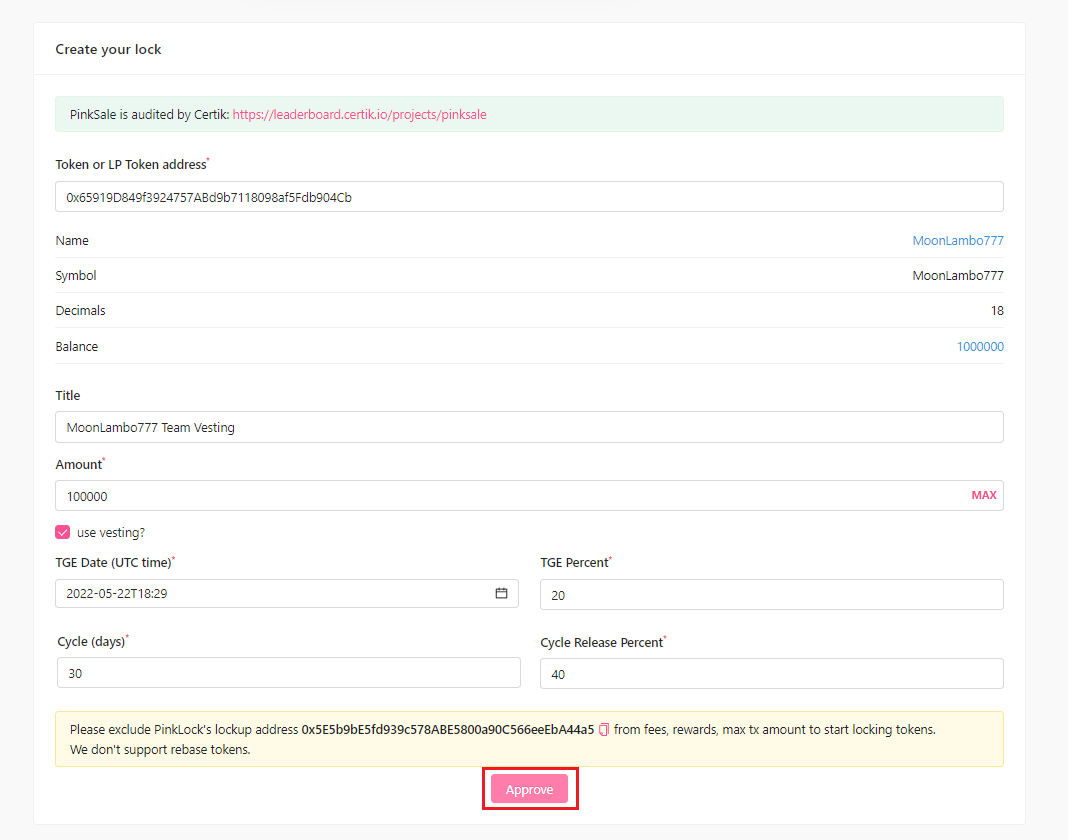 Create your lock
PinkSale is audited by Certik: https://leaderboard.certik.io/projects/pinksale
Token or LP Token address*
0x65919D849f3924757ABd9b7118098af5Fdb904Cb
Name MoonLambo777
Symbol MoonLambo777
Decimals 18
Balance 1000000
Title
MoonLambo777 Team Vesting
Amount*
100000 MAX
use vesting?
TGE Date (UTC time)* TGE Percent*
2022-05-22T18:29 20
Cycle (days)* Cycle Release Percent*
30 40
Please exclude PinkLock's lockup address 0x5E5b9bE5fd939c578ABE5800a90C566eeEbA44a5 from fees, rewards, max tx amount to start locking tokens.
We don't support rebase tokens.
Approve